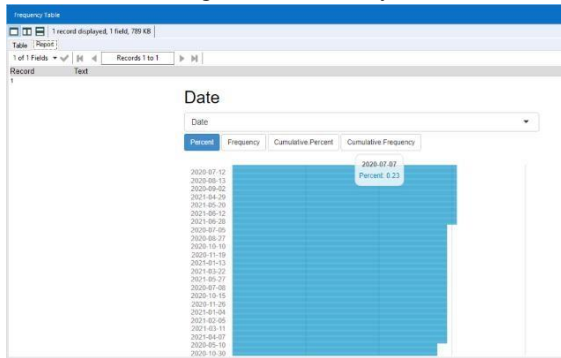 Frequency Table
1 record displayed, 1 field, 789 KB
Table Report
1 of 1 Fields Records 1 to 1
Record Text
1
Date
Date
Percent Frequency Cumulative.Percent Cumulative.Frequency
2020-07-07
Percent 0.23
2020-07-12
2020-08-13
2020-09-02
2021-04-29
2021-05-20
2021-06-12
2021-06-28
2020-07-05
2020-08-27
2020-10-10
2020-11-19
2021-01-13
2021-03-22
2021-05-27
2020-07-08
2020-10-15
2020-11-26
2021-01-04
2021-02-05
2021-03-11
2021-04-07
2020-05-10
2020-10-30